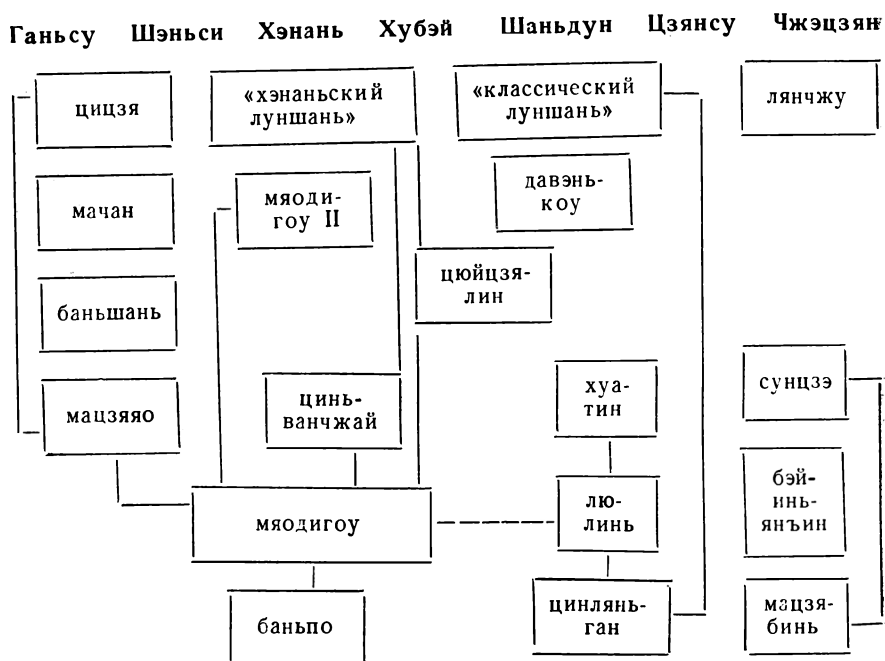 Ганьсу Шэньси Хэнань Хубэй Шаньдун Цзянсу Чжэцзян
цицзя
«хэнаньский
луншань»
«классический
луншань»
лянчжу
мачан
мяоди-
гоу II
давэнь-
коу
баньшань
цюйцзя-
лин
мацзяяо
цинь-
ванчжай
хуа-
тин
сунцзэ
мяодигоу
лю-
линь
бэй-
инь-
янъин
баньпо
цинлянь-
ган
мацзя-
бинь